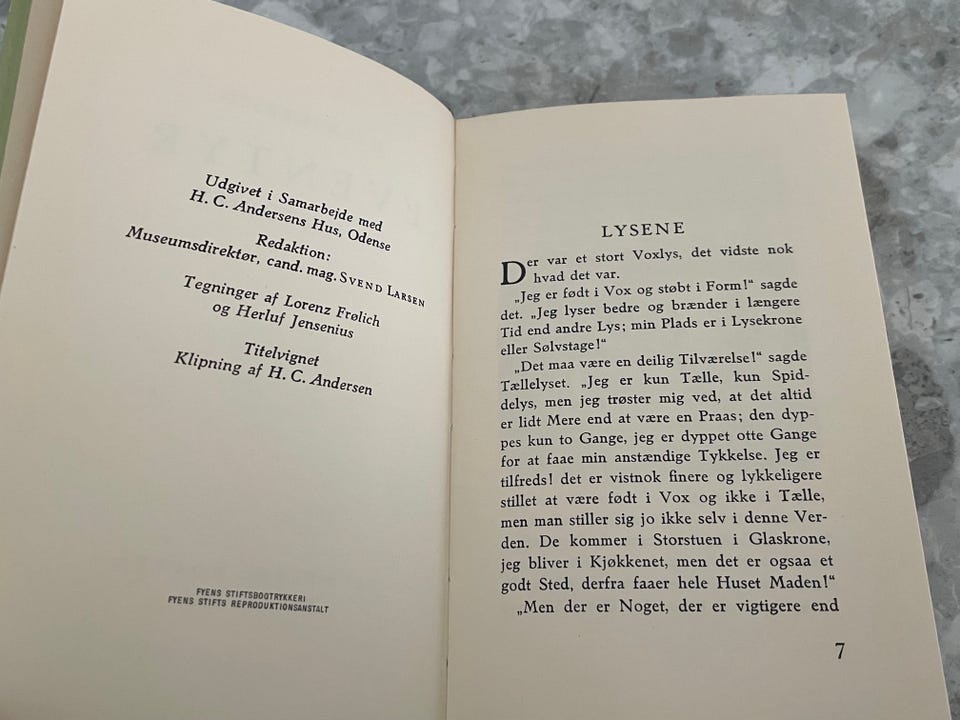 Udgivet i Samarbejde med
H. C. Andersens Hus, Odense
Redaktion:
Museumsdirektør, cand. mag. SVEND LARSEN
Tegninger af Lorenz Frølich
og Herluf Jensenius
Titelvignet
Klipning af H. C. Andersen
FYENS STIFTSBOGTRYKKERI
FYENS STIFTS REPRODUKTIONSANSTALT
LYSENE
Der var et stort Voxlys, det vidste nok
hvad det var.
„Jeg er født i Vox og støbt i Form!“ sagde
det. „Jeg lyser bedre og brænder i længere
Tid end andre Lys; min Plads er i Lysekrone
eller Sølvstage!“
„Det maa være en deilig Tilværelse!“ sagde
Tællelyset. „Jeg er kun Tælle, kun Spid-
delys, men jeg trøster mig ved, at det altid
er lidt Mere end at være en Praas; den dyp-
pes kun to Gange, jeg er dyppet otte Gange
for at faae min anstændige Tykkelse. Jeg er
tilfreds! det er vistnok finere og lykkeligere
stillet at være født i Vox og ikke i Tælle,
men man stiller sig jo ikke selv i denne Ver-
den. De kommer i Storstuen i Glaskrone,
jeg bliver i Kjøkkenet, men det er ogsaa et
godt Sted, derfra faaer hele Huset Maden!“
„Men der er Noget, der er vigtigere end
7